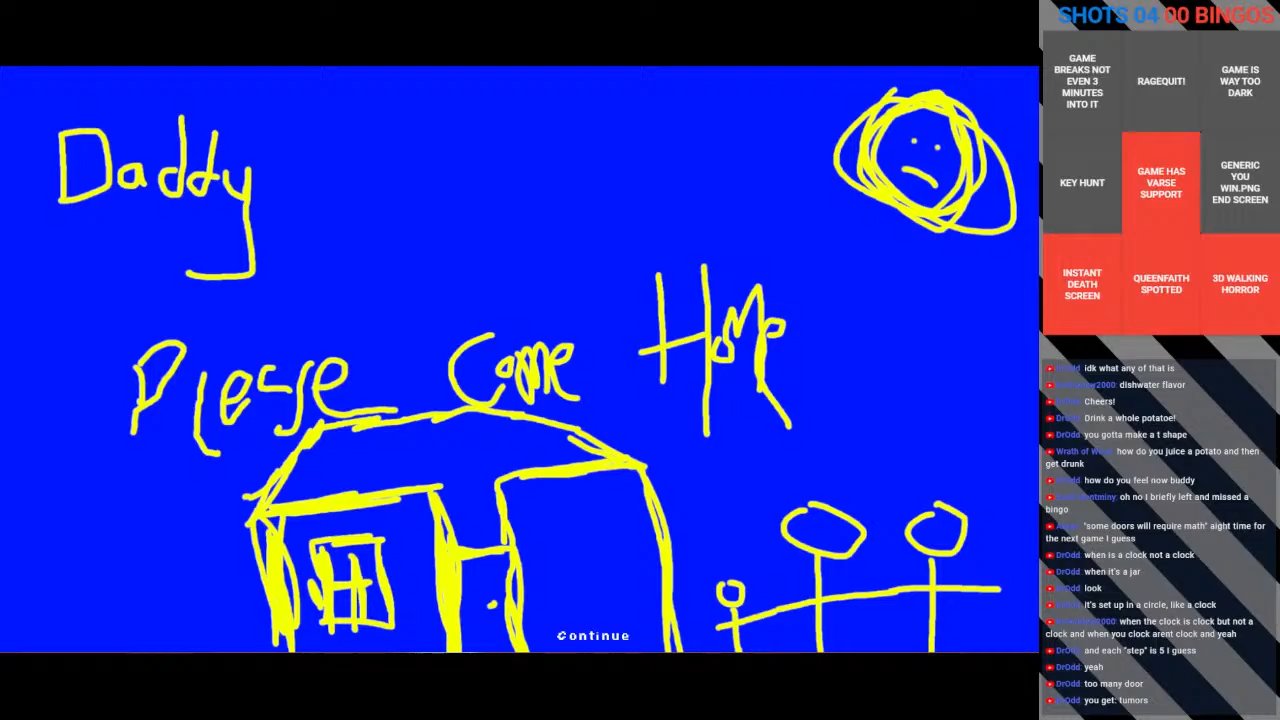 SHOTS 04 00 BINGOS
GAME BREAKS NOT EVEN 3 MINUTES INTO IT
RAGEQUIT!
GAME IS WAY TOO DARK
KEY HUNT
GAME HAS VARSE SUPPORT
GENERIC YOU WIN.PNG END SCREEN
INSTANT DEATH SCREEN
QUEENFAITH SPOTTED
3D WALKING HORROR
Daddy
Please Come Home
Continue
idk what any of that is
dishwater flavor
Cheers!
Drink a whole potatoe!
DrOdd you gotta make a t shape
Wrath of how do you juice a potato and then
get drunk
how do you feel now buddy
oh no I briefly left and missed a
bingo
"some doors will require math" aight time for
the next game I guess
DrOdd when is a clock not a clock
DrOdd when it's a jar
DrOdd look
it's set up in a circle, like a clock
when the clock is clock but not a
clock and when you clock arent clock and yeah
DrOdd and each "step" is 5 I guess
DrOdd yeah
DrOdd too many door
DrOdd you get: tumors